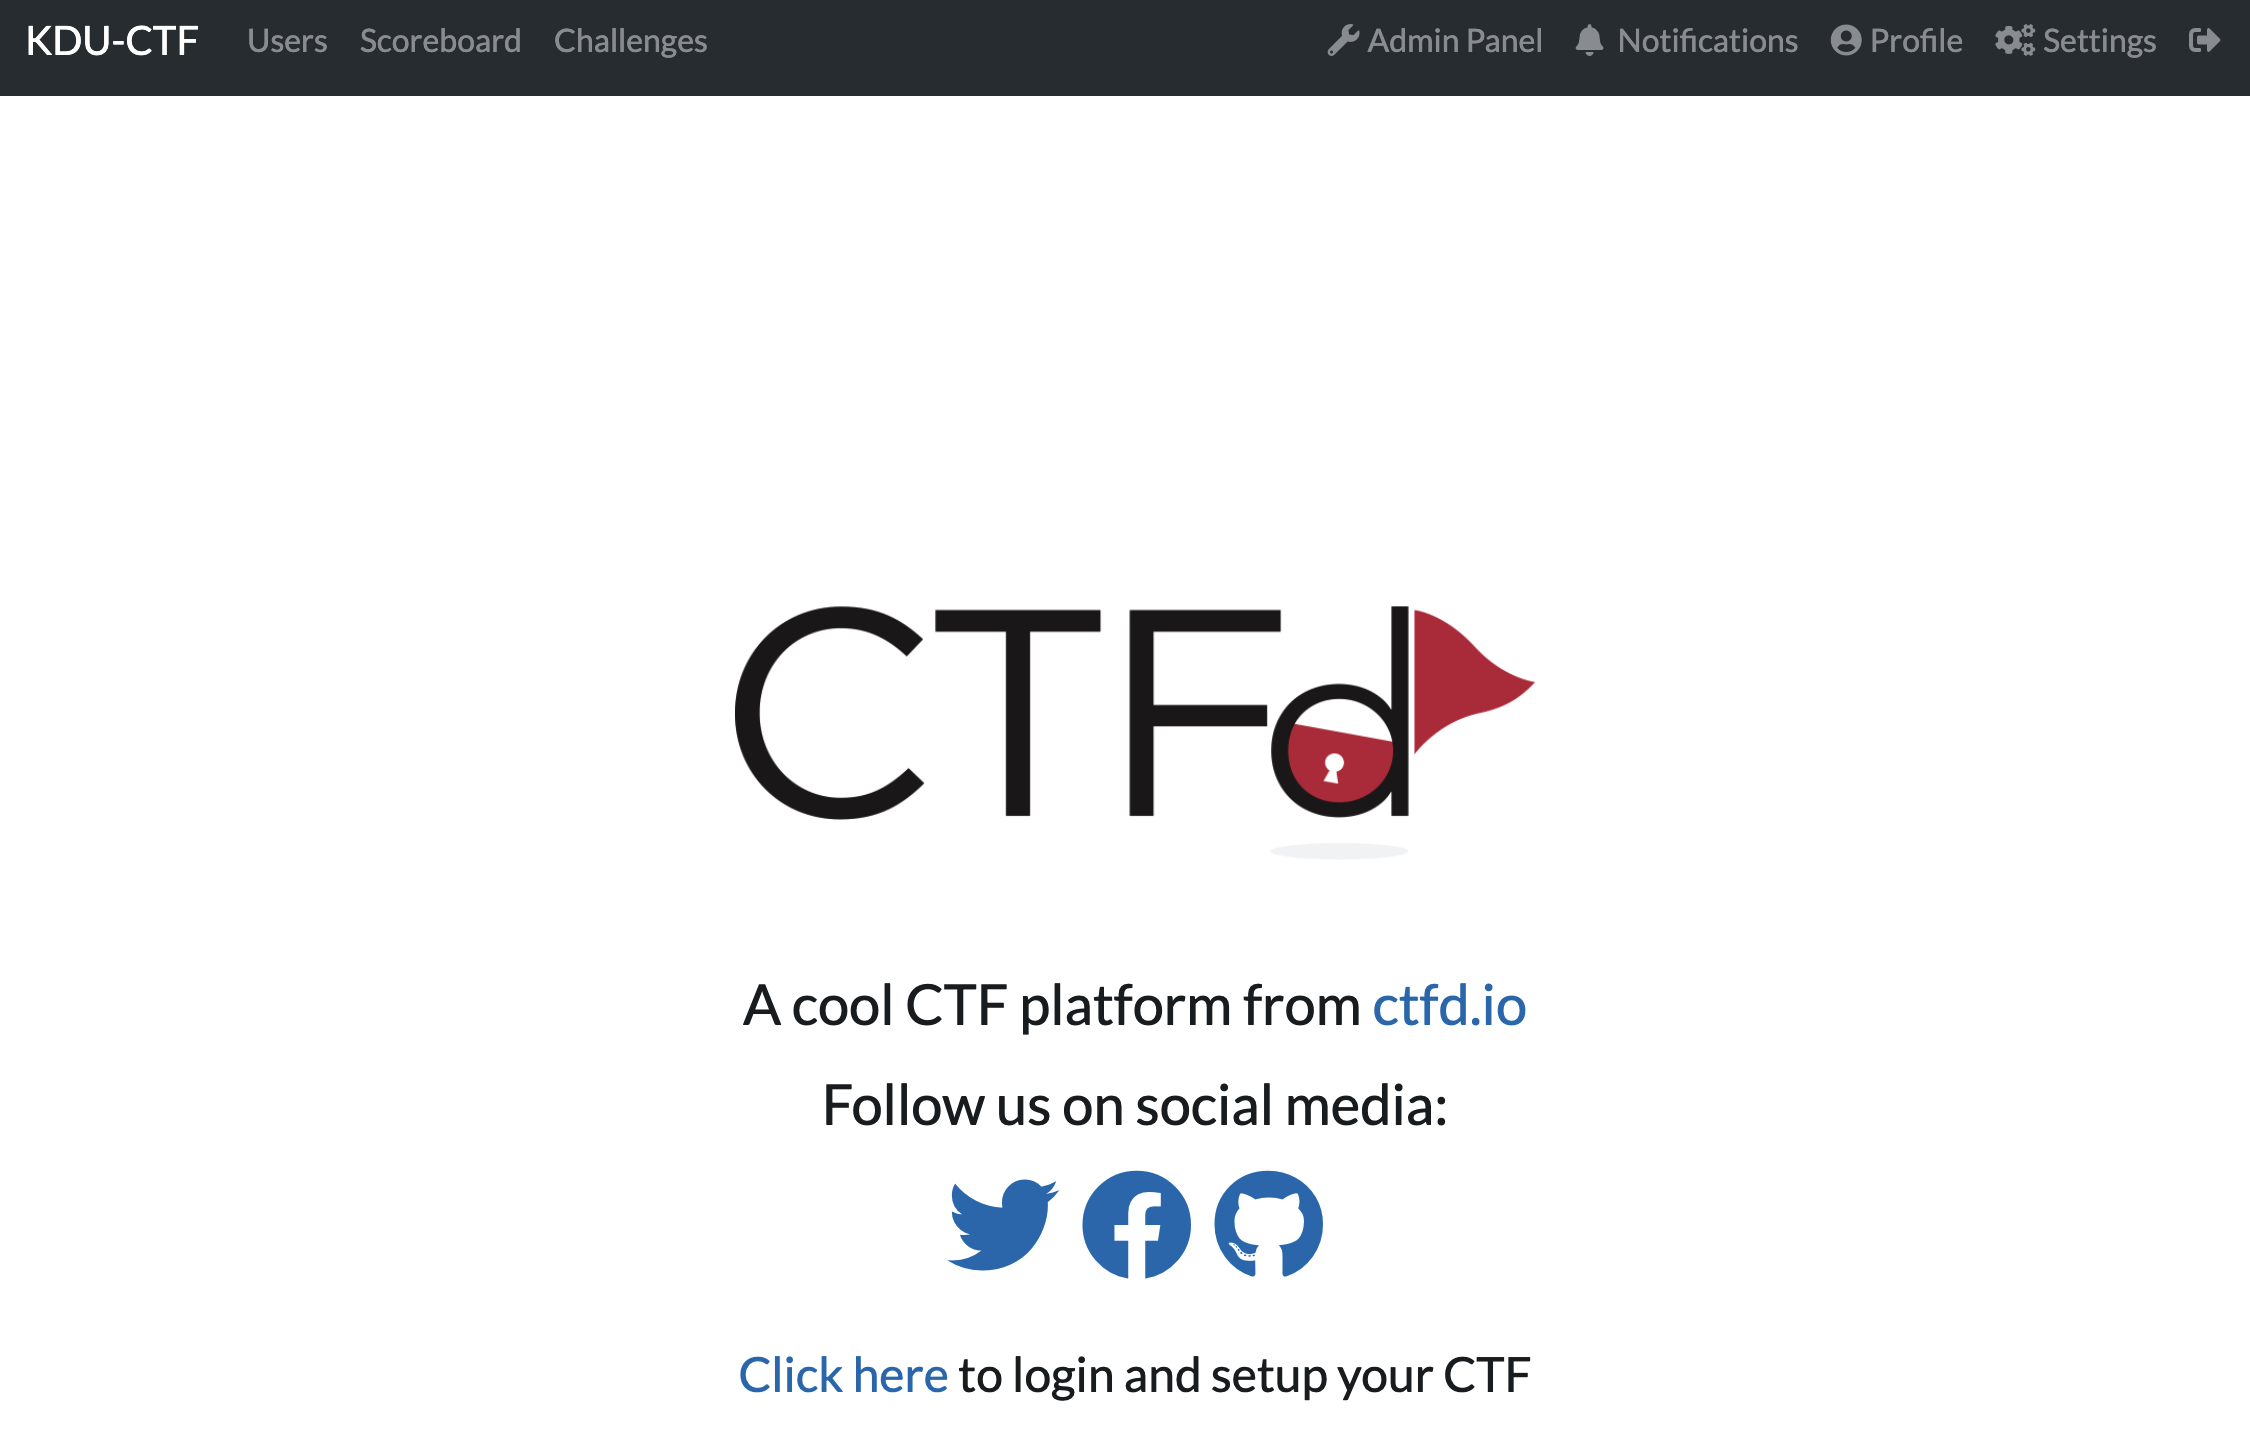 KDU-CTF Users Scoreboard Challenges Admin Panel Notifications Profile Settings
CTFd
A cool CTF platform from ctfd.io
Follow us on social media:
Click here to login and setup your CTF